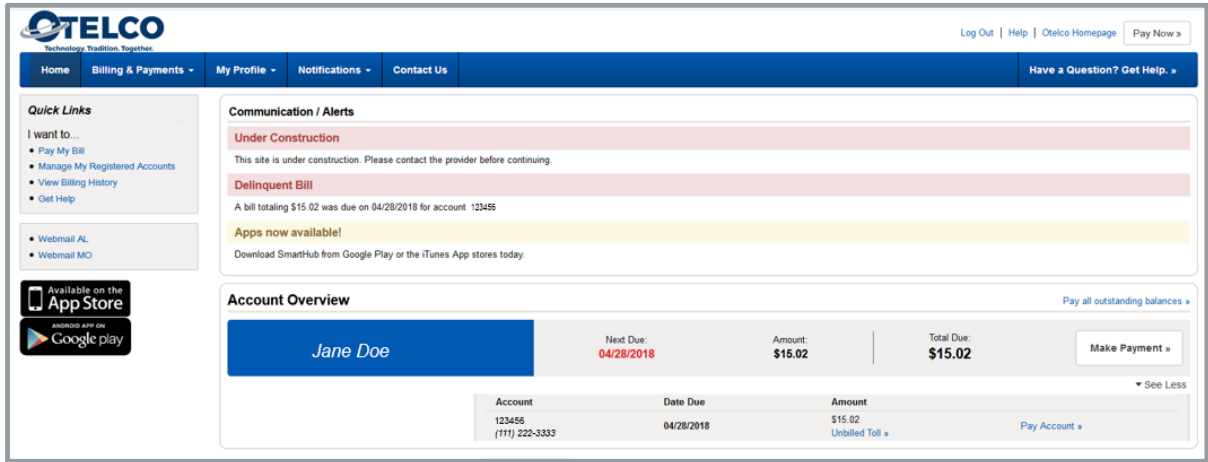 OTELCO
Technology. Tradition. Together.
Log Out | Help | Otelco Homepage Pay Now »
Home Billing & Payments My Profile Notifications Contact Us Have a Question? Get Help. »
Quick Links
I want to...
• Pay My Bill
• Manage My Registered Accounts
• View Billing History
• Get Help
• Webmail AL
• Webmail MO
Available on the
App Store
ANDROID APP ON
Google play
Communication / Alerts
Under Construction
This site is under construction. Please contact the provider before continuing.
Delinquent Bill
A bill totaling $15.02 was due on 04/28/2018 for account 123456
Apps now available!
Download SmartHub from Google Play or the iTunes App stores today.
Account Overview Pay all outstanding balances »
Jane Doe
Next Due: Amount: Total Due:
04/28/2018 $15.02 $15.02 Make Payment »
See Less
Account Date Due Amount
123456 04/28/2018 $15.02 Pay Account »
(111) 222-3333 Unbilled Toll »